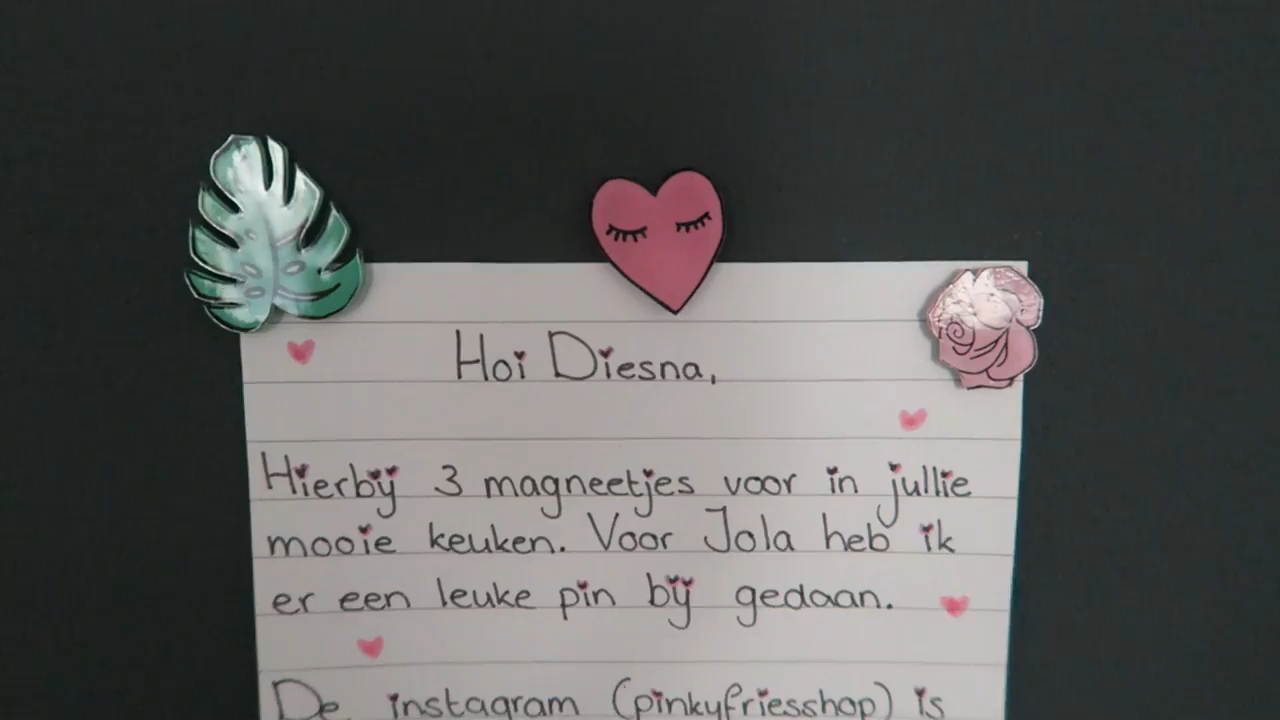 Hoi Diesna,
Hierbij 3 magneetjes voor in jullie
mooie keuken. Voor Jola heb ik
er een leuke pin bij gedaan.
De instagram (pinkyfriesshop) is